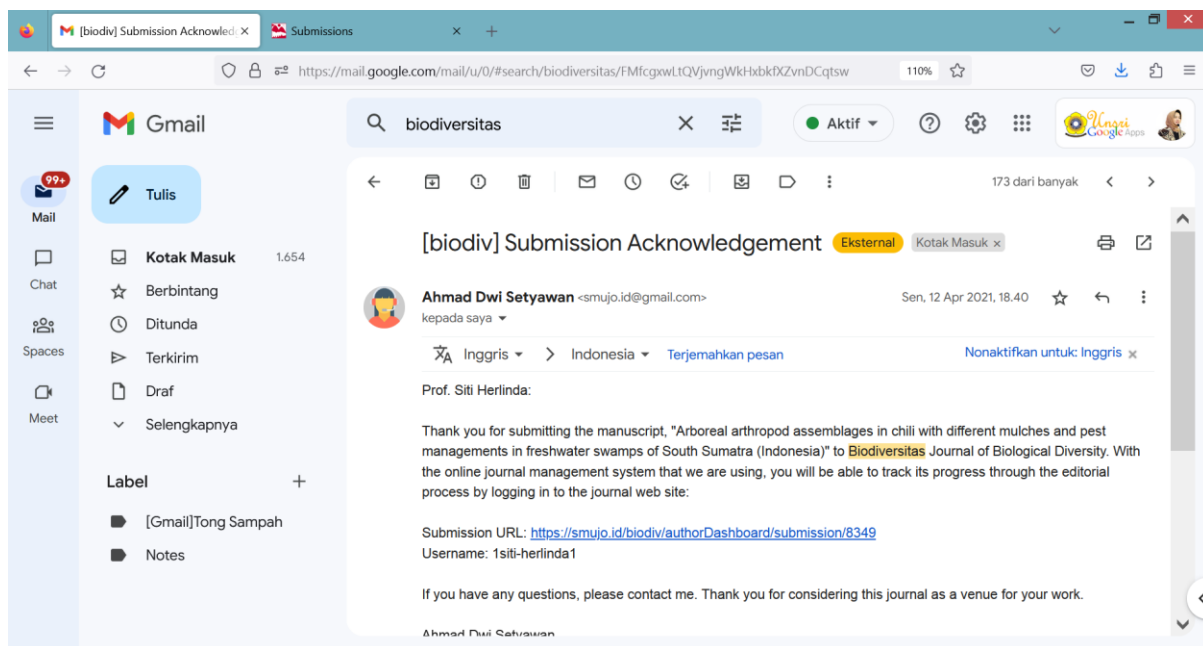 [biodiv] Submission Acknowled
Submissions
https://mail.google.com/mail/u/0/#search/biodiversitas/FMfcgxwLtQVjvngWkHxbkfXZvnDCqtsw
110%
Gmail
biodiversitas
Aktif
Unsri
Google Apps
99+
Mail
Chat
Spaces
Meet
Tulis
Kotak Masuk 1.654
Berbintang
Ditunda
Terkirim
Draf
Selengkapnya
Label
[Gmail]Tong Sampah
Notes
173 dari banyak
[biodiv] Submission Acknowledgement Eksternal Kotak Masuk ×
Ahmad Dwi Setyawan <smujo.id@gmail.com> Sen, 12 Apr 2021, 18.40
kepada saya
Inggris > Indonesia Terjemahkan pesan Nonaktifkan untuk: Inggris ×
Prof. Siti Herlinda:
Thank you for submitting the manuscript, "Arboreal arthropod assemblages in chili with different mulches and pest
managements in freshwater swamps of South Sumatra (Indonesia)" to Biodiversitas Journal of Biological Diversity. With
the online journal management system that we are using, you will be able to track its progress through the editorial
process by logging in to the journal web site:
Submission URL: https://smujo.id/biodiv/authorDashboard/submission/8349
Username: 1siti-herlinda1
If you have any questions, please contact me. Thank you for considering this journal as a venue for your work.
Ahmad Dwi Setyawan